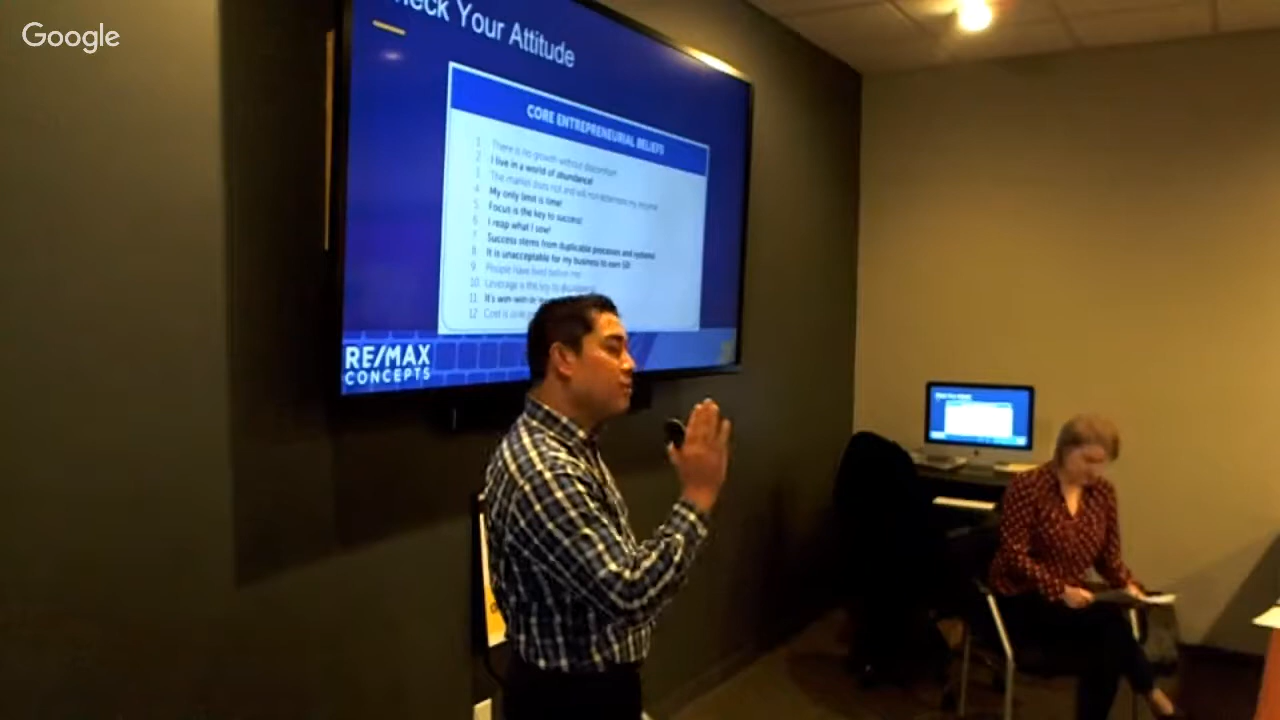 Google
heck Your Attitude
CORE ENTREPRENEURIAL BELIEFS
1. There is no growth without discomfort!
2. I live in a world of abundance!
3. The market does not and will not determine my income
4. My only limit is time!
5. Focus is the key to success!
6. I reap what I sow!
7. Success stems from duplicable processes and systems!
8. It is unacceptable for my business to earn $0!
9. People have lived before me!
10. Leverage is the key to abundance!
11. It's win-win or
12. Cost is only
RE/MAX
CONCEPTS